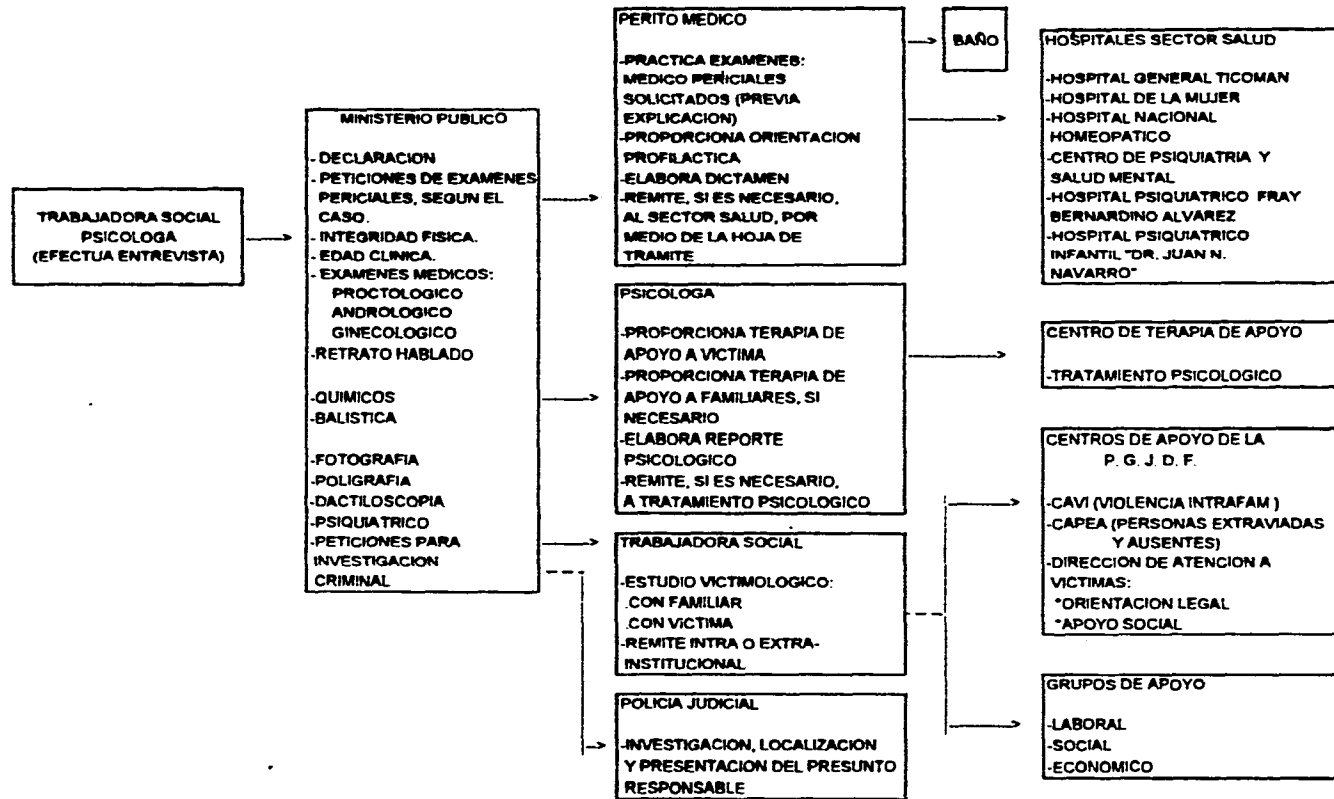 TRABAJADORA SOCIAL
PSICOLOGA
(EFECTUA ENTREVISTA)
MINISTERIO PUBLICO
- DECLARACION
- PETICIONES DE EXAMENES
PERICIALES, SEGUN EL
CASO.
- INTEGRIDAD FISICA.
- EDAD CLINICA.
- EXAMENES MEDICOS:
PROCTOLOGICO
ANDROLOGICO
GINECOLOGICO
-RETRATO HABLADO
-QUIMICOS
-BALISTICA
-FOTOGRAFIA
-POLIGRAFIA
-DACTILOSCOPIA
-PSIQUIATRICO
-PETICIONES PARA
INVESTIGACION
CRIMINAL
PERITO MEDICO
-PRACTICA EXAMENES:
MEDICO PERICIALES
SOLICITADOS (PREVIA
EXPLICACION)
-PROPORCIONA ORIENTACION
PROFILACTICA
-ELABORA DICTAMEN
-REMITE, SI ES NECESARIO,
AL SECTOR SALUD, POR
MEDIO DE LA HOJA DE
TRAMITE
PSICOLOGA
-PROPORCIONA TERAPIA DE
APOYO A VICTIMA
-PROPORCIONA TERAPIA DE
APOYO A FAMILIARES, SI
NECESARIO
-ELABORA REPORTE
PSICOLOGICO
-REMITE, SI ES NECESARIO,
A TRATAMIENTO PSICOLOGICO
TRABAJADORA SOCIAL
-ESTUDIO VICTIMOLOGICO:
.CON FAMILIAR
.CON VICTIMA
-REMITE INTRA O EXTRA-
INSTITUCIONAL
POLICIA JUDICIAL
-INVESTIGACION, LOCALIZACION
Y PRESENTACION DEL PRESUNTO
RESPONSABLE
BAÑO
HOSPITALES SECTOR SALUD
-HOSPITAL GENERAL TICOMAN
-HOSPITAL DE LA MUJER
-HOSPITAL NACIONAL
HOMEOPATICO
-CENTRO DE PSIQUIATRIA Y
SALUD MENTAL
-HOSPITAL PSIQUIATRICO FRAY
BERNARDINO ALVAREZ
-HOSPITAL PSIQUIATRICO
INFANTIL "DR. JUAN N.
NAVARRO"
CENTRO DE TERAPIA DE APOYO
-TRATAMIENTO PSICOLOGICO
CENTROS DE APOYO DE LA
P. G. J. D. F.
-CAVI (VIOLENCIA INTRAFAM )
-CAPEA (PERSONAS EXTRAVIADAS
Y AUSENTES)
-DIRECCION DE ATENCION A
VICTIMAS:
*ORIENTACION LEGAL
*APOYO SOCIAL
GRUPOS DE APOYO
-LABORAL
-SOCIAL
-ECONOMICO